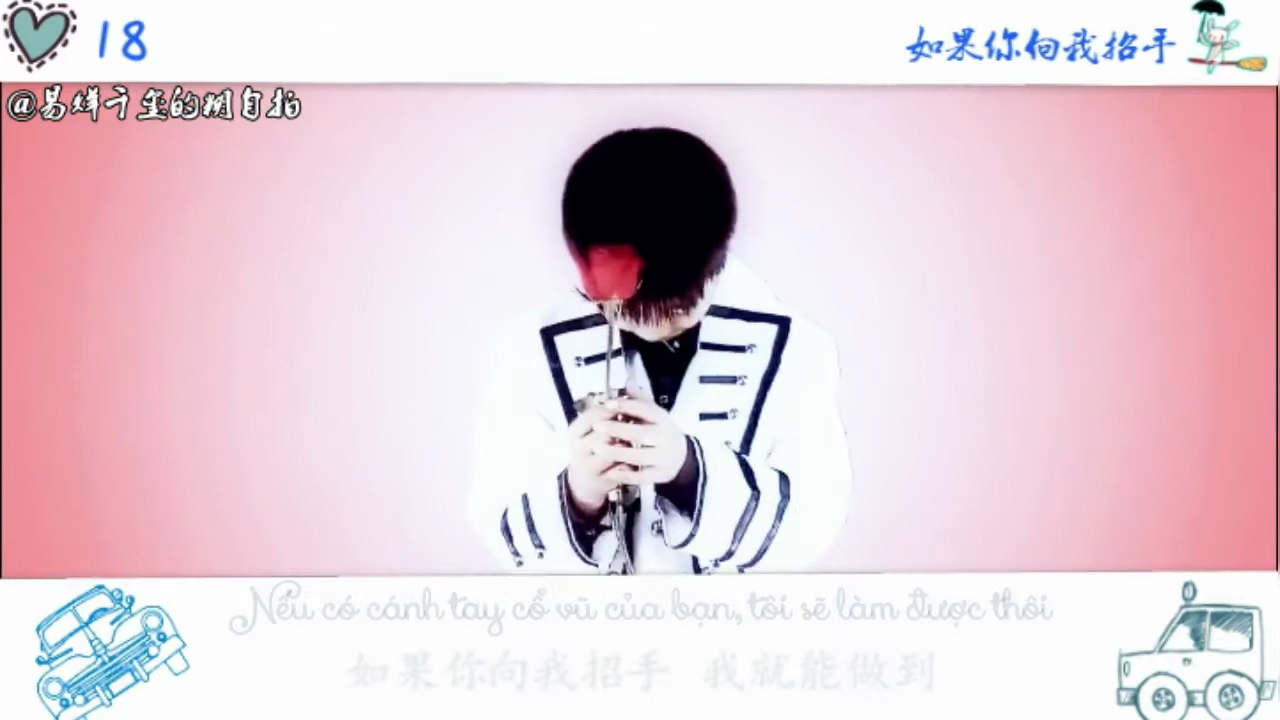 18
如果你向我招手
@易烊千玺的糊自拍
Nếu có cánh tay cổ vũ của bạn, tôi sẽ làm được thôi
如果你向我招手 我就能做到